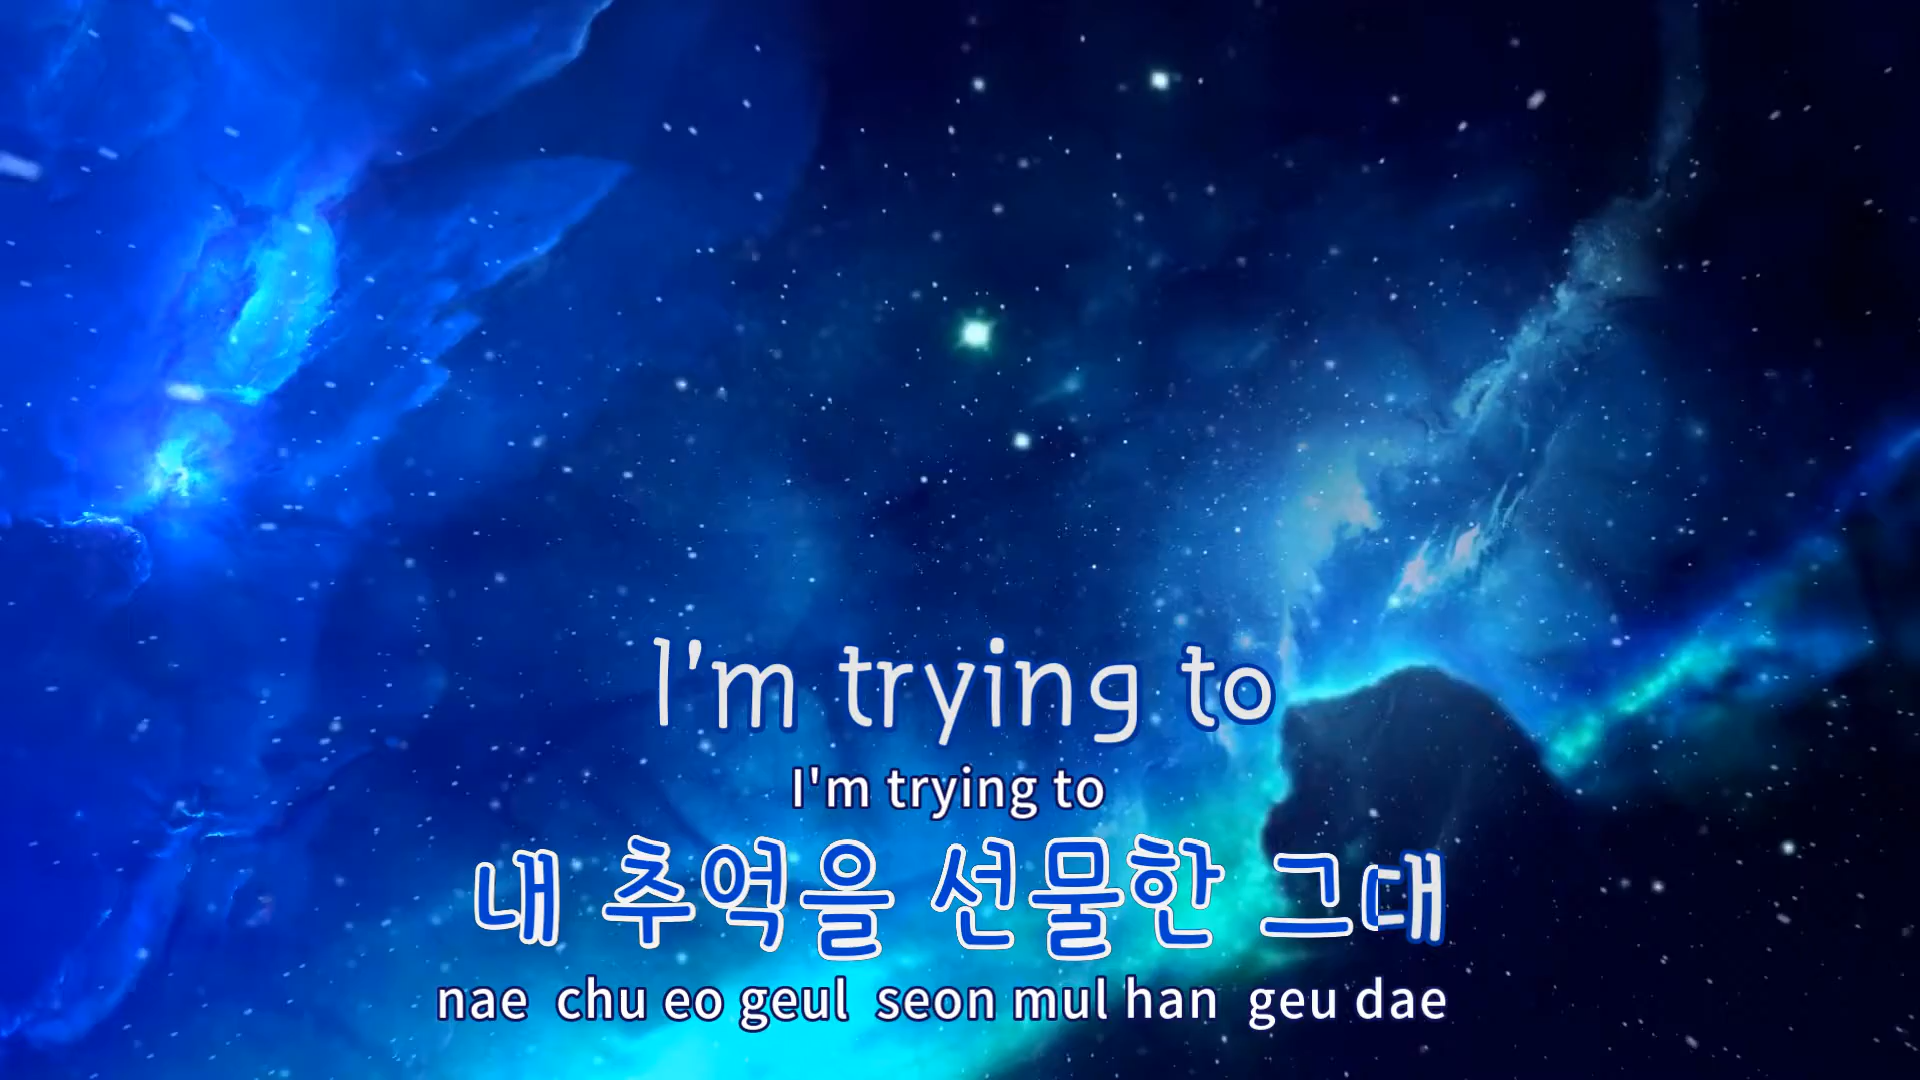 I'm trying to
I'm trying to
내 추억을 선물한 그대
nae chu eo geul seon mul han geu dae